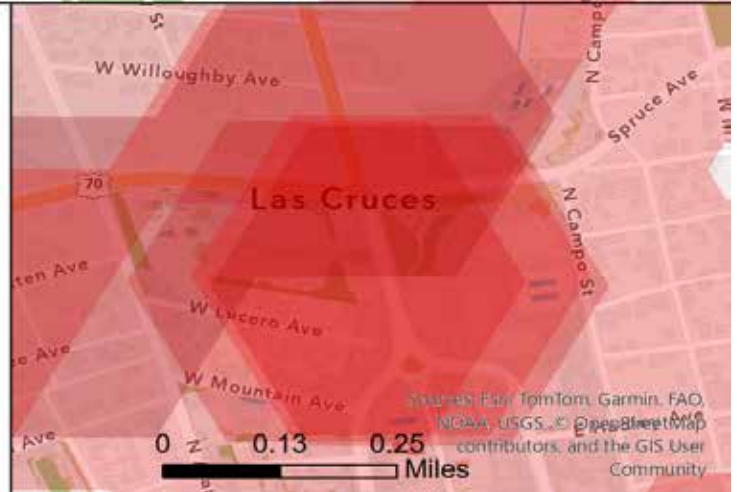 St
N Campo
W Willoughby Ave
Spruce Ave
70
Las Cruces
N Campo St
ten Ave
W Lucero Ave
ee Ave
W Mountain Ave
Ave
Sources: Esri, TomTom, Garmin, FAO,
NOAA, USGS, © OpenStreetMap
contributors, and the GIS User
Community
Ave
N
0 0.13 0.25
Miles